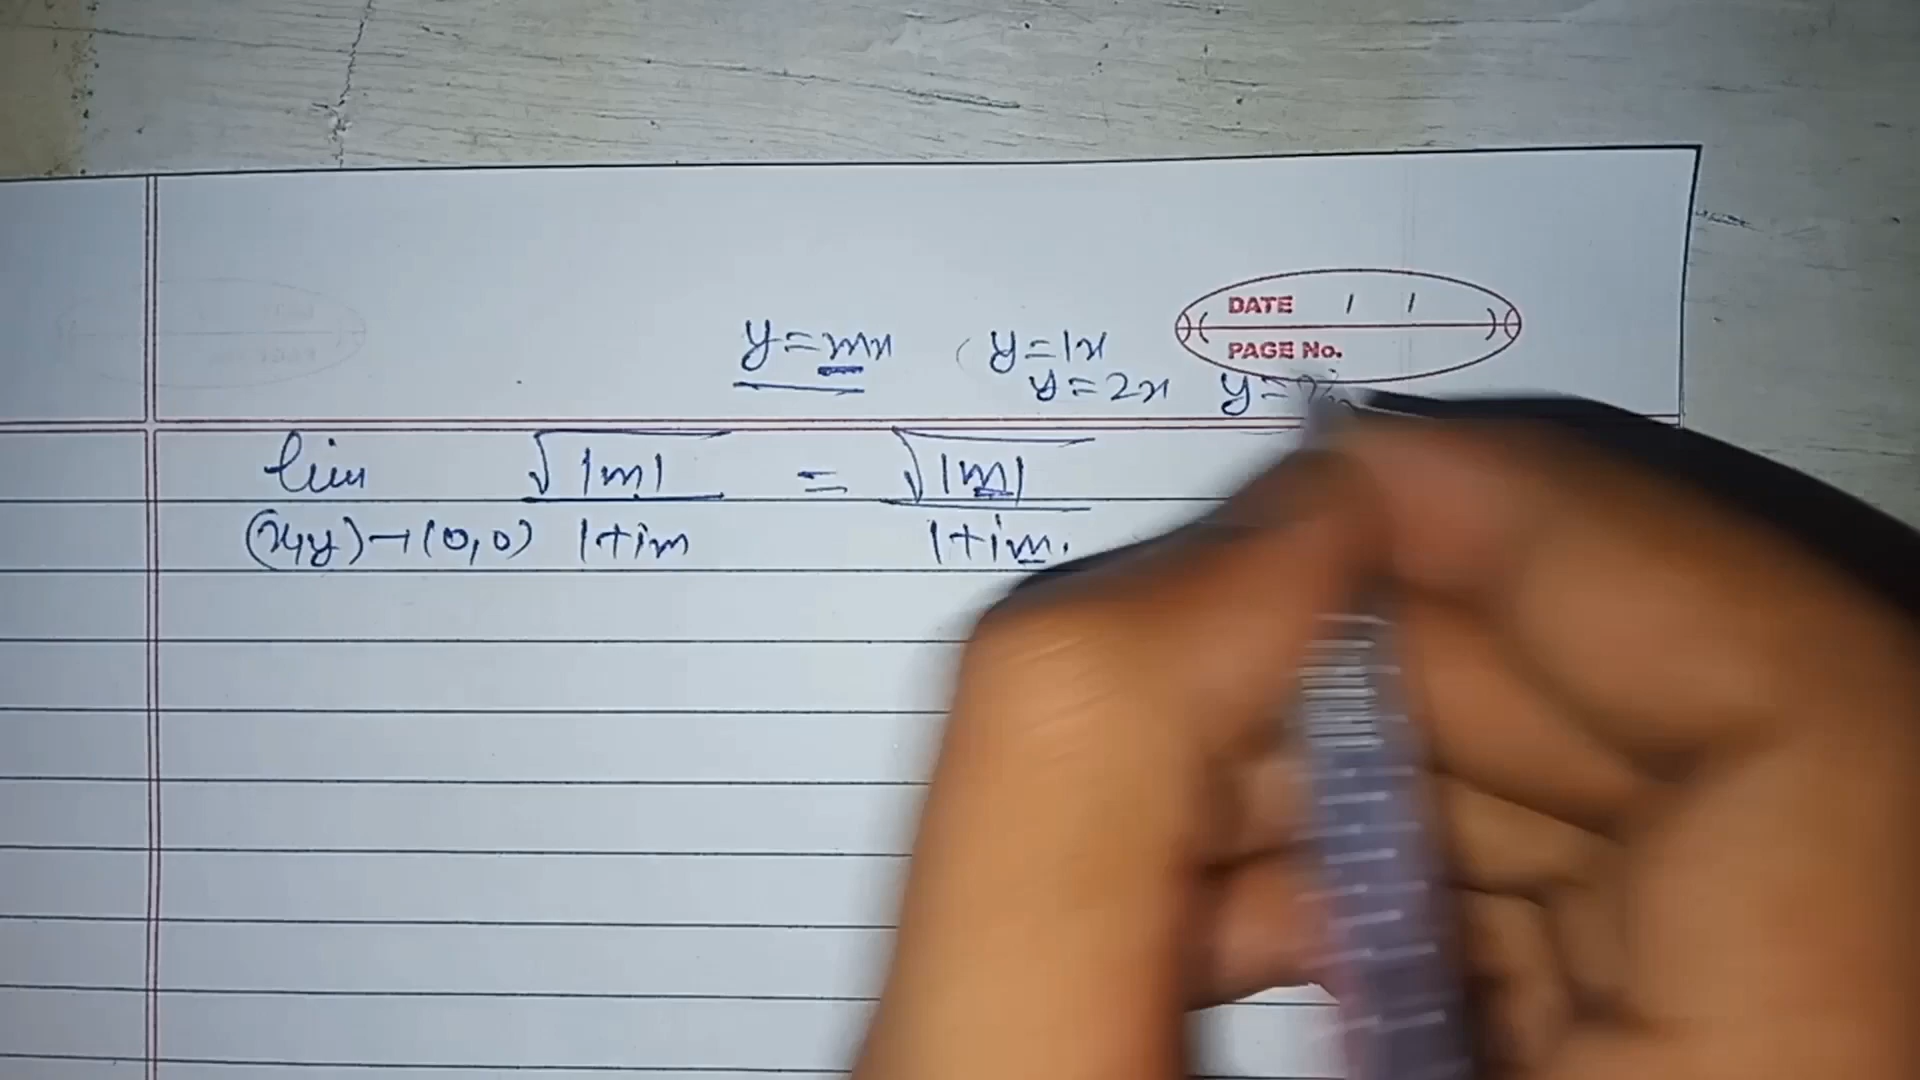 DATE / /
PAGE No.
y=mx (y=1x
y=2x y=
lim √|m| = √|m|
(x,y)→(0,0) 1+im 1+im.